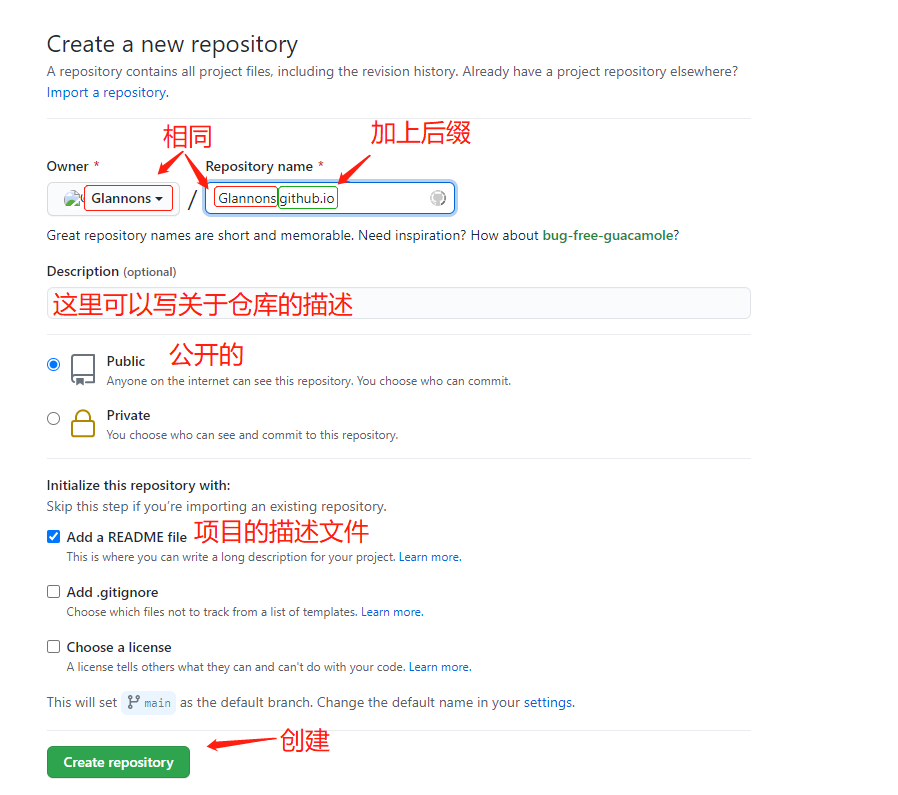 Create a new repository
A repository contains all project files, including the revision history. Already have a project repository elsewhere?
Import a repository.
相同
加上后缀
Owner *
Repository name *
Glannons
/
Glannons github.io
Great repository names are short and memorable. Need inspiration? How about bug-free-guacamole?
Description (optional)
这里可以写关于仓库的描述
Public
公开的
Anyone on the internet can see this repository. You choose who can commit.
Private
You choose who can see and commit to this repository.
Initialize this repository with:
Skip this step if you're importing an existing repository.
Add a README file
项目的描述文件
This is where you can write a long description for your project. Learn more.
Add .gitignore
Choose which files not to track from a list of templates. Learn more.
Choose a license
A license tells others what they can and can't do with your code. Learn more.
This will set main as the default branch. Change the default name in your settings.
创建
Create repository